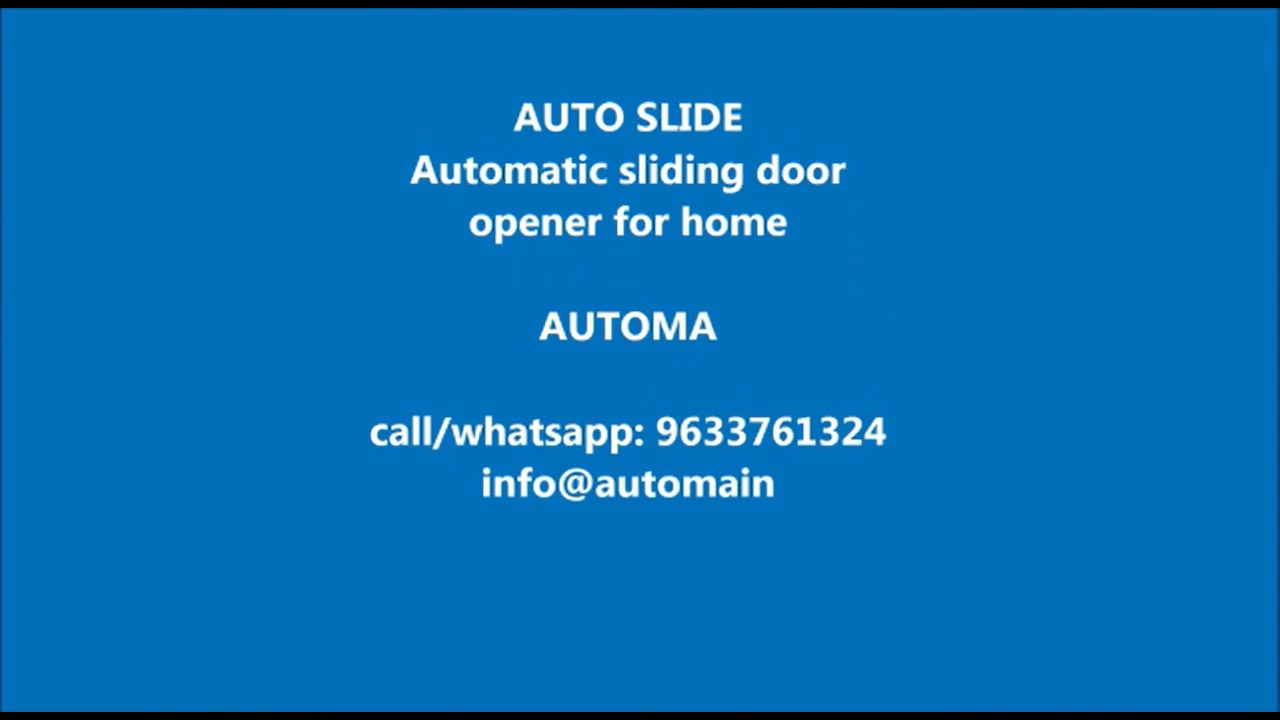 AUTO SLIDE
Automatic sliding door
opener for home
AUTOMA
call/whatsapp: 9633761324
info@automain